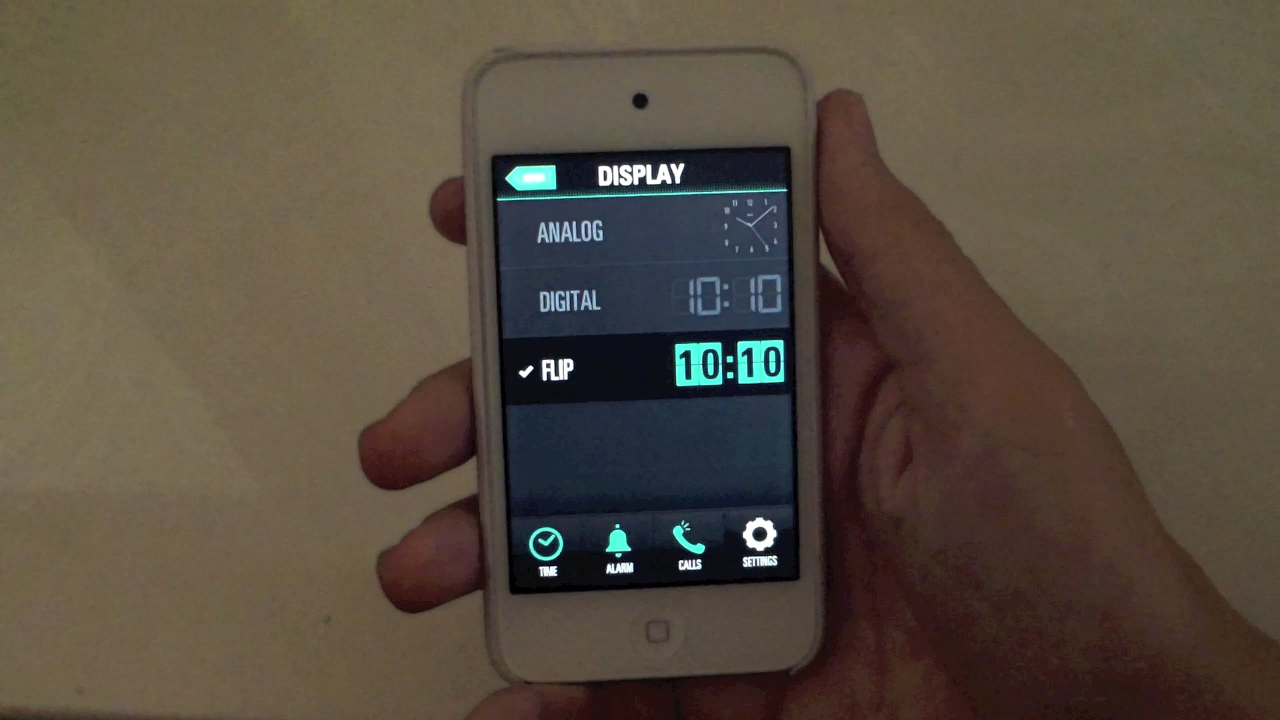 DISPLAY
ANALOG
DIGITAL 10:10
FLIP 10:10
TIME ALARM CALLS SETTINGS